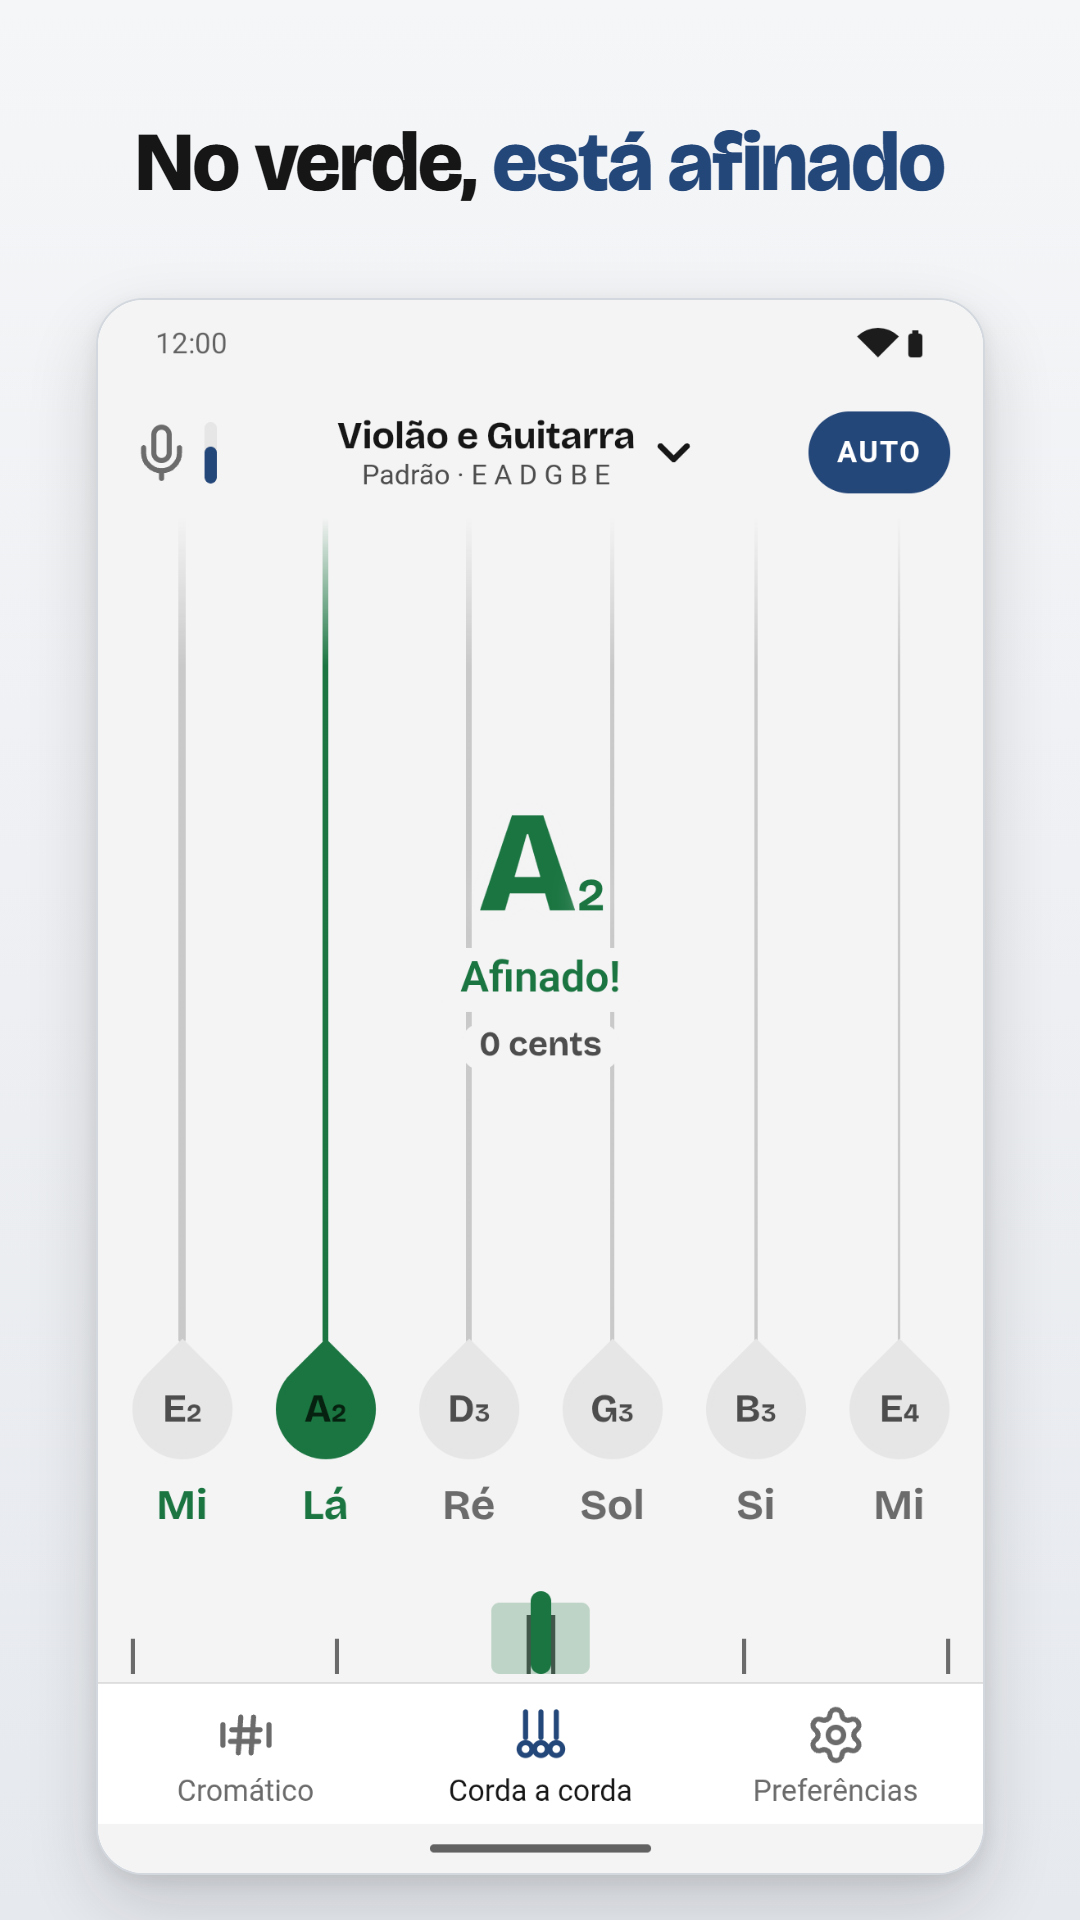 No verde, está afinado
12:00
Violão e Guitarra
Padrão · E A D G B E
AUTO
A2
Afinado!
0 cents
E2 A2 D3 G3 B3 E4
Mi Lá Ré Sol Si Mi
Cromático Corda a corda Preferências